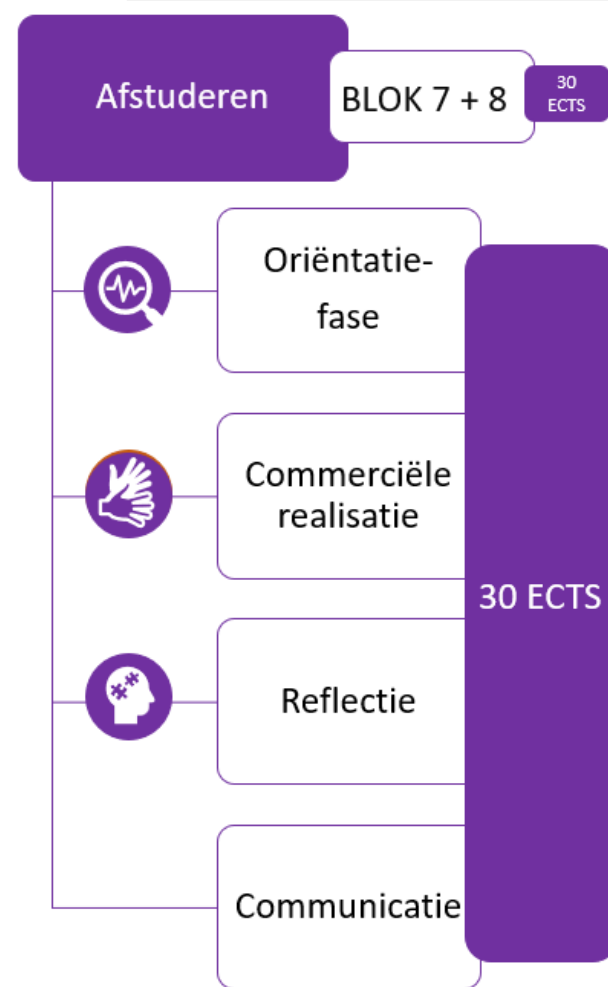 Afstuderen
BLOK 7 + 8
30
ECTS
Oriëntatie-
fase
Commerciële
realisatie
Reflectie
Communicatie
30 ECTS